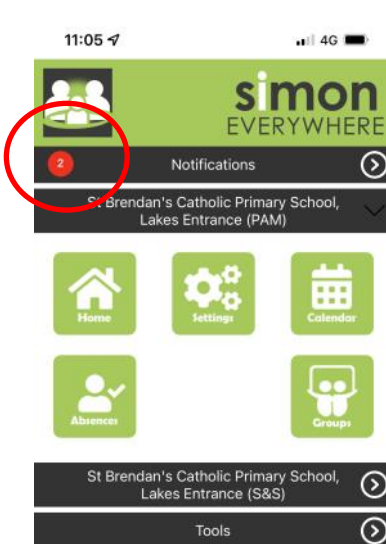 11:05
4G
simon
EVERYWHERE
2
Notifications
St Brendan's Catholic Primary School,
Lakes Entrance (PAM)
Home
Settings
Calendar
Absences
Groups
St Brendan's Catholic Primary School,
Lakes Entrance (S&S)
Tools